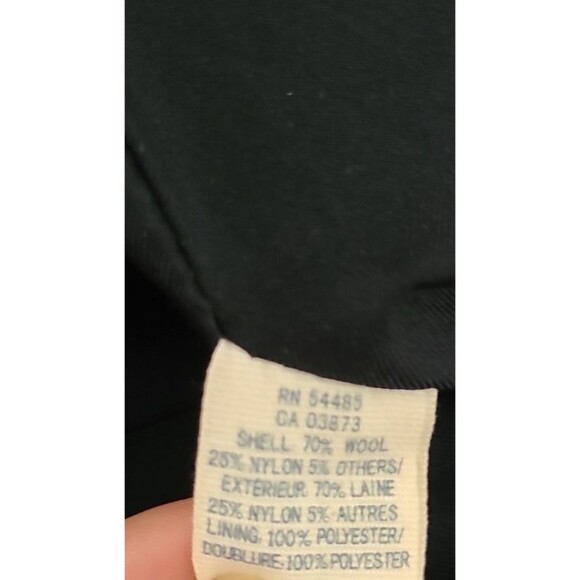 RN 54485
CA 03873
SHELL 70% WOOL
25% NYLON 5% OTHERS/
EXTERIEUR 70% LAINE
25% NYLON 5% AUTRES
LINING 100% POLYESTER/
DOUBLURE 100% POLYESTER